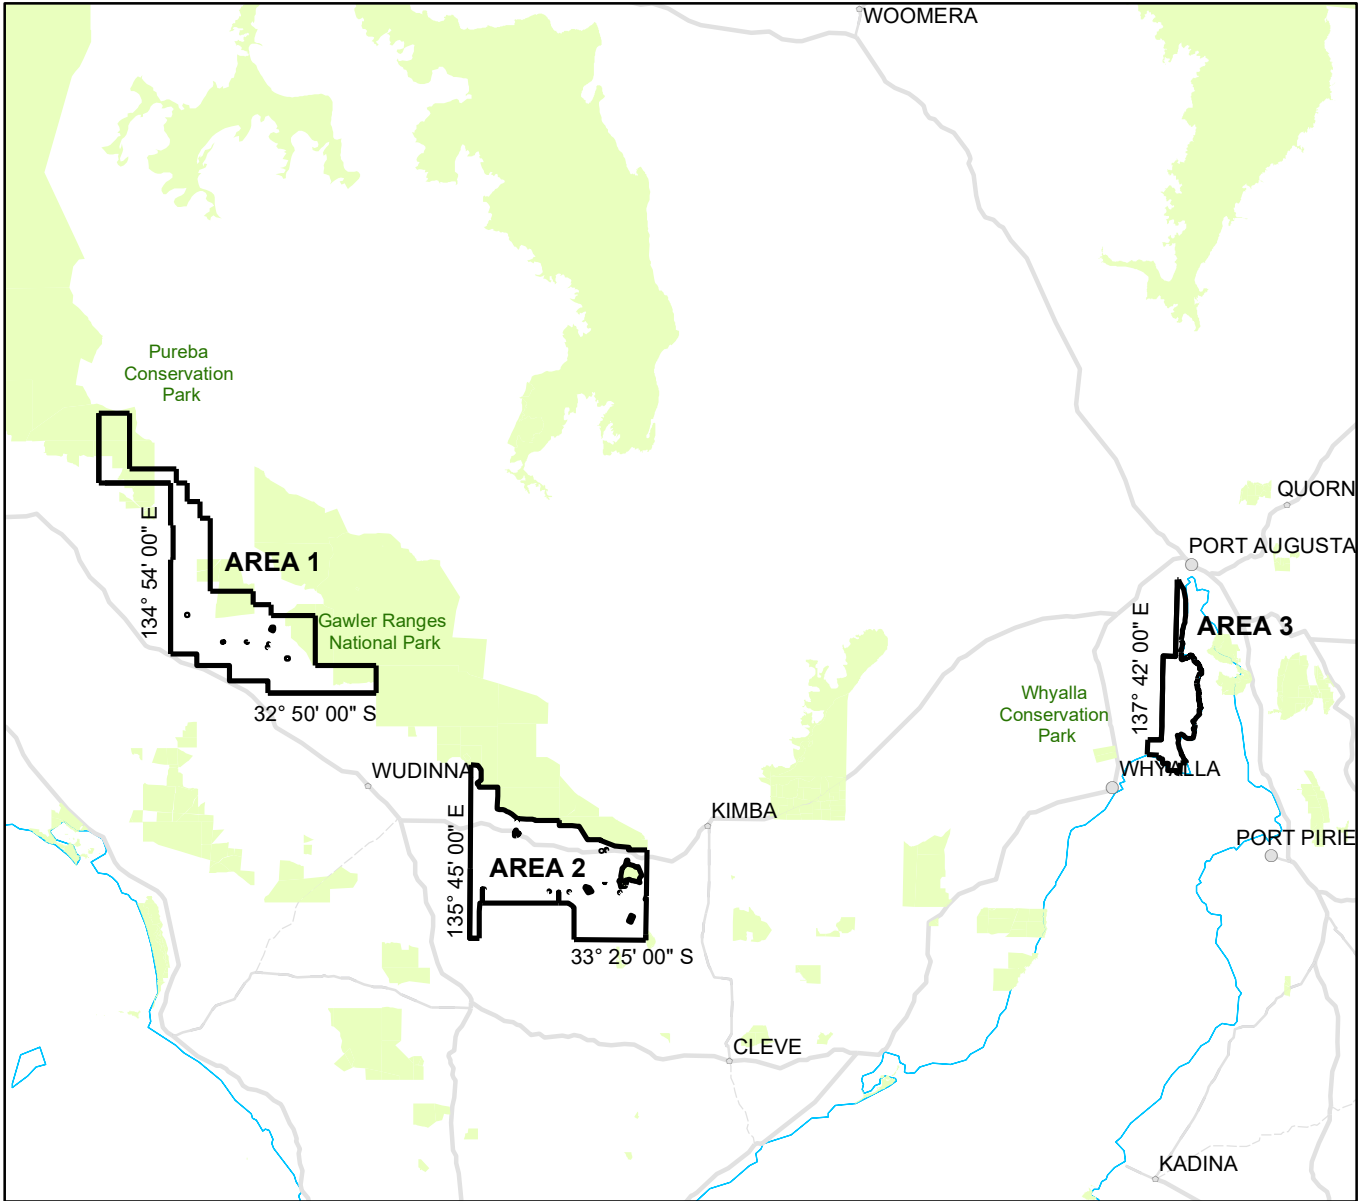 WOOMERA
Pureba
Conservation
Park
QUORN
134° 54' 00" E
AREA 1
PORT AUGUSTA
Gawler Ranges
National Park
137° 42' 00" E
AREA 3
32° 50' 00" S
Whyalla
Conservation
Park
WUDINNA
WHYALLA
KIMBA
135° 45' 00" E
AREA 2
PORT PIRIE
33° 25' 00" S
CLEVE
KADINA